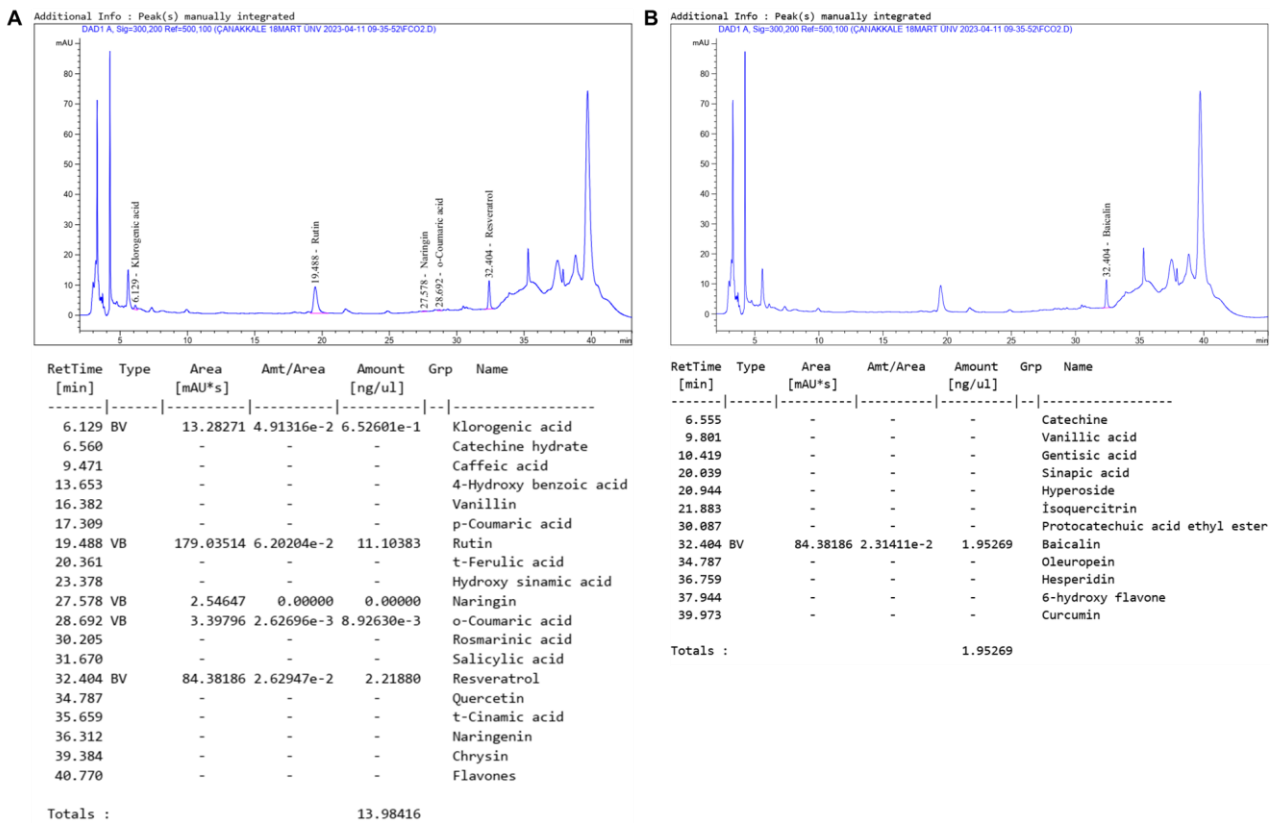 A
Additional Info : Peak(s) manually integrated
DAD1 A, Sig=300,200 Ref=500,100 (ÇANAKKALE 18MART ÜNV 2023-04-11 09-35-52\FCO2.D)
mAU
80
70
60
50
40
30
20
10
0
6.129 - Klorogenic acid
19.488 - Rutin
27.578 - Naringin
28.692 - o-Coumaric acid
32.404 - Resveratrol
5 10 15 20 25 30 35 40 min
RetTime Type Area Amt/Area Amount Grp Name
[min] [mAU*s] [ng/ul]
-------|------|----------|----------|----------|--|------------------
6.129 BV 13.28271 4.91316e-2 6.52601e-1 Klorogenic acid
6.560 - - - Catechine hydrate
9.471 - - - Caffeic acid
13.653 - - - 4-Hydroxy benzoic acid
16.382 - - - Vanillin
17.309 - - - p-Coumaric acid
19.488 VB 179.03514 6.20204e-2 11.10383 Rutin
20.361 - - - t-Ferulic acid
23.378 - - - Hydroxy sinamic acid
27.578 VB 2.54647 0.00000 0.00000 Naringin
28.692 VB 3.39796 2.62696e-3 8.92630e-3 o-Coumaric acid
30.205 - - - Rosmarinic acid
31.670 - - - Salicylic acid
32.404 BV 84.38186 2.62947e-2 2.21880 Resveratrol
34.787 - - - Quercetin
35.659 - - - t-Cinamic acid
36.312 - - - Naringenin
39.384 - - - Chrysin
40.770 - - - Flavones
Totals : 13.98416
B
Additional Info : Peak(s) manually integrated
DAD1 A, Sig=300,200 Ref=500,100 (ÇANAKKALE 18MART ÜNV 2023-04-11 09-35-52\FCO2.D)
mAU
80
70
60
50
40
30
20
10
0
32.404 - Baicalin
5 10 15 20 25 30 35 40 min
RetTime Type Area Amt/Area Amount Grp Name
[min] [mAU*s] [ng/ul]
-------|------|----------|----------|----------|--|------------------
6.555 - - - Catechine
9.801 - - - Vanillic acid
10.419 - - - Gentisic acid
20.039 - - - Sinapic acid
20.944 - - - Hyperoside
21.883 - - - İsoquercitrin
30.087 - - - Protocatechuic acid ethyl ester
32.404 BV 84.38186 2.31411e-2 1.95269 Baicalin
34.787 - - - Oleuropein
36.759 - - - Hesperidin
37.944 - - - 6-hydroxy flavone
39.973 - - - Curcumin
Totals : 1.95269